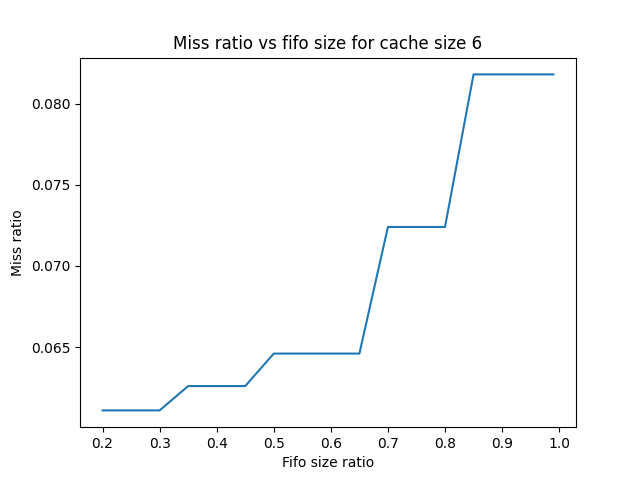 Miss ratio vs fifo size for cache size 6
0.080
0.075
0.070
0.065
Miss ratio
0.2 0.3 0.4 0.5 0.6 0.7 0.8 0.9 1.0
Fifo size ratio